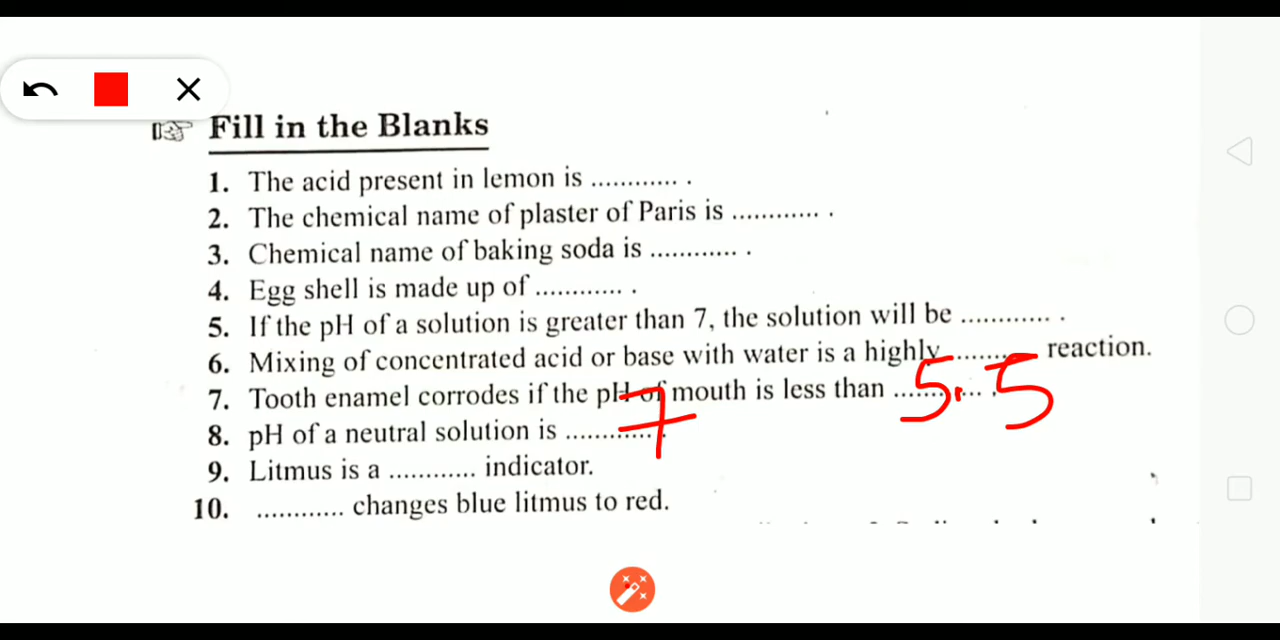 Fill in the Blanks
1. The acid present in lemon is ............ .
2. The chemical name of plaster of Paris is ............ .
3. Chemical name of baking soda is ............ .
4. Egg shell is made up of ............ .
5. If the pH of a solution is greater than 7, the solution will be ............ .
6. Mixing of concentrated acid or base with water is a highly ............ reaction.
7. Tooth enamel corrodes if the pH of mouth is less than ............ . 5.5
8. pH of a neutral solution is ............ . 7
9. Litmus is a ............ indicator.
10. ............ changes blue litmus to red.